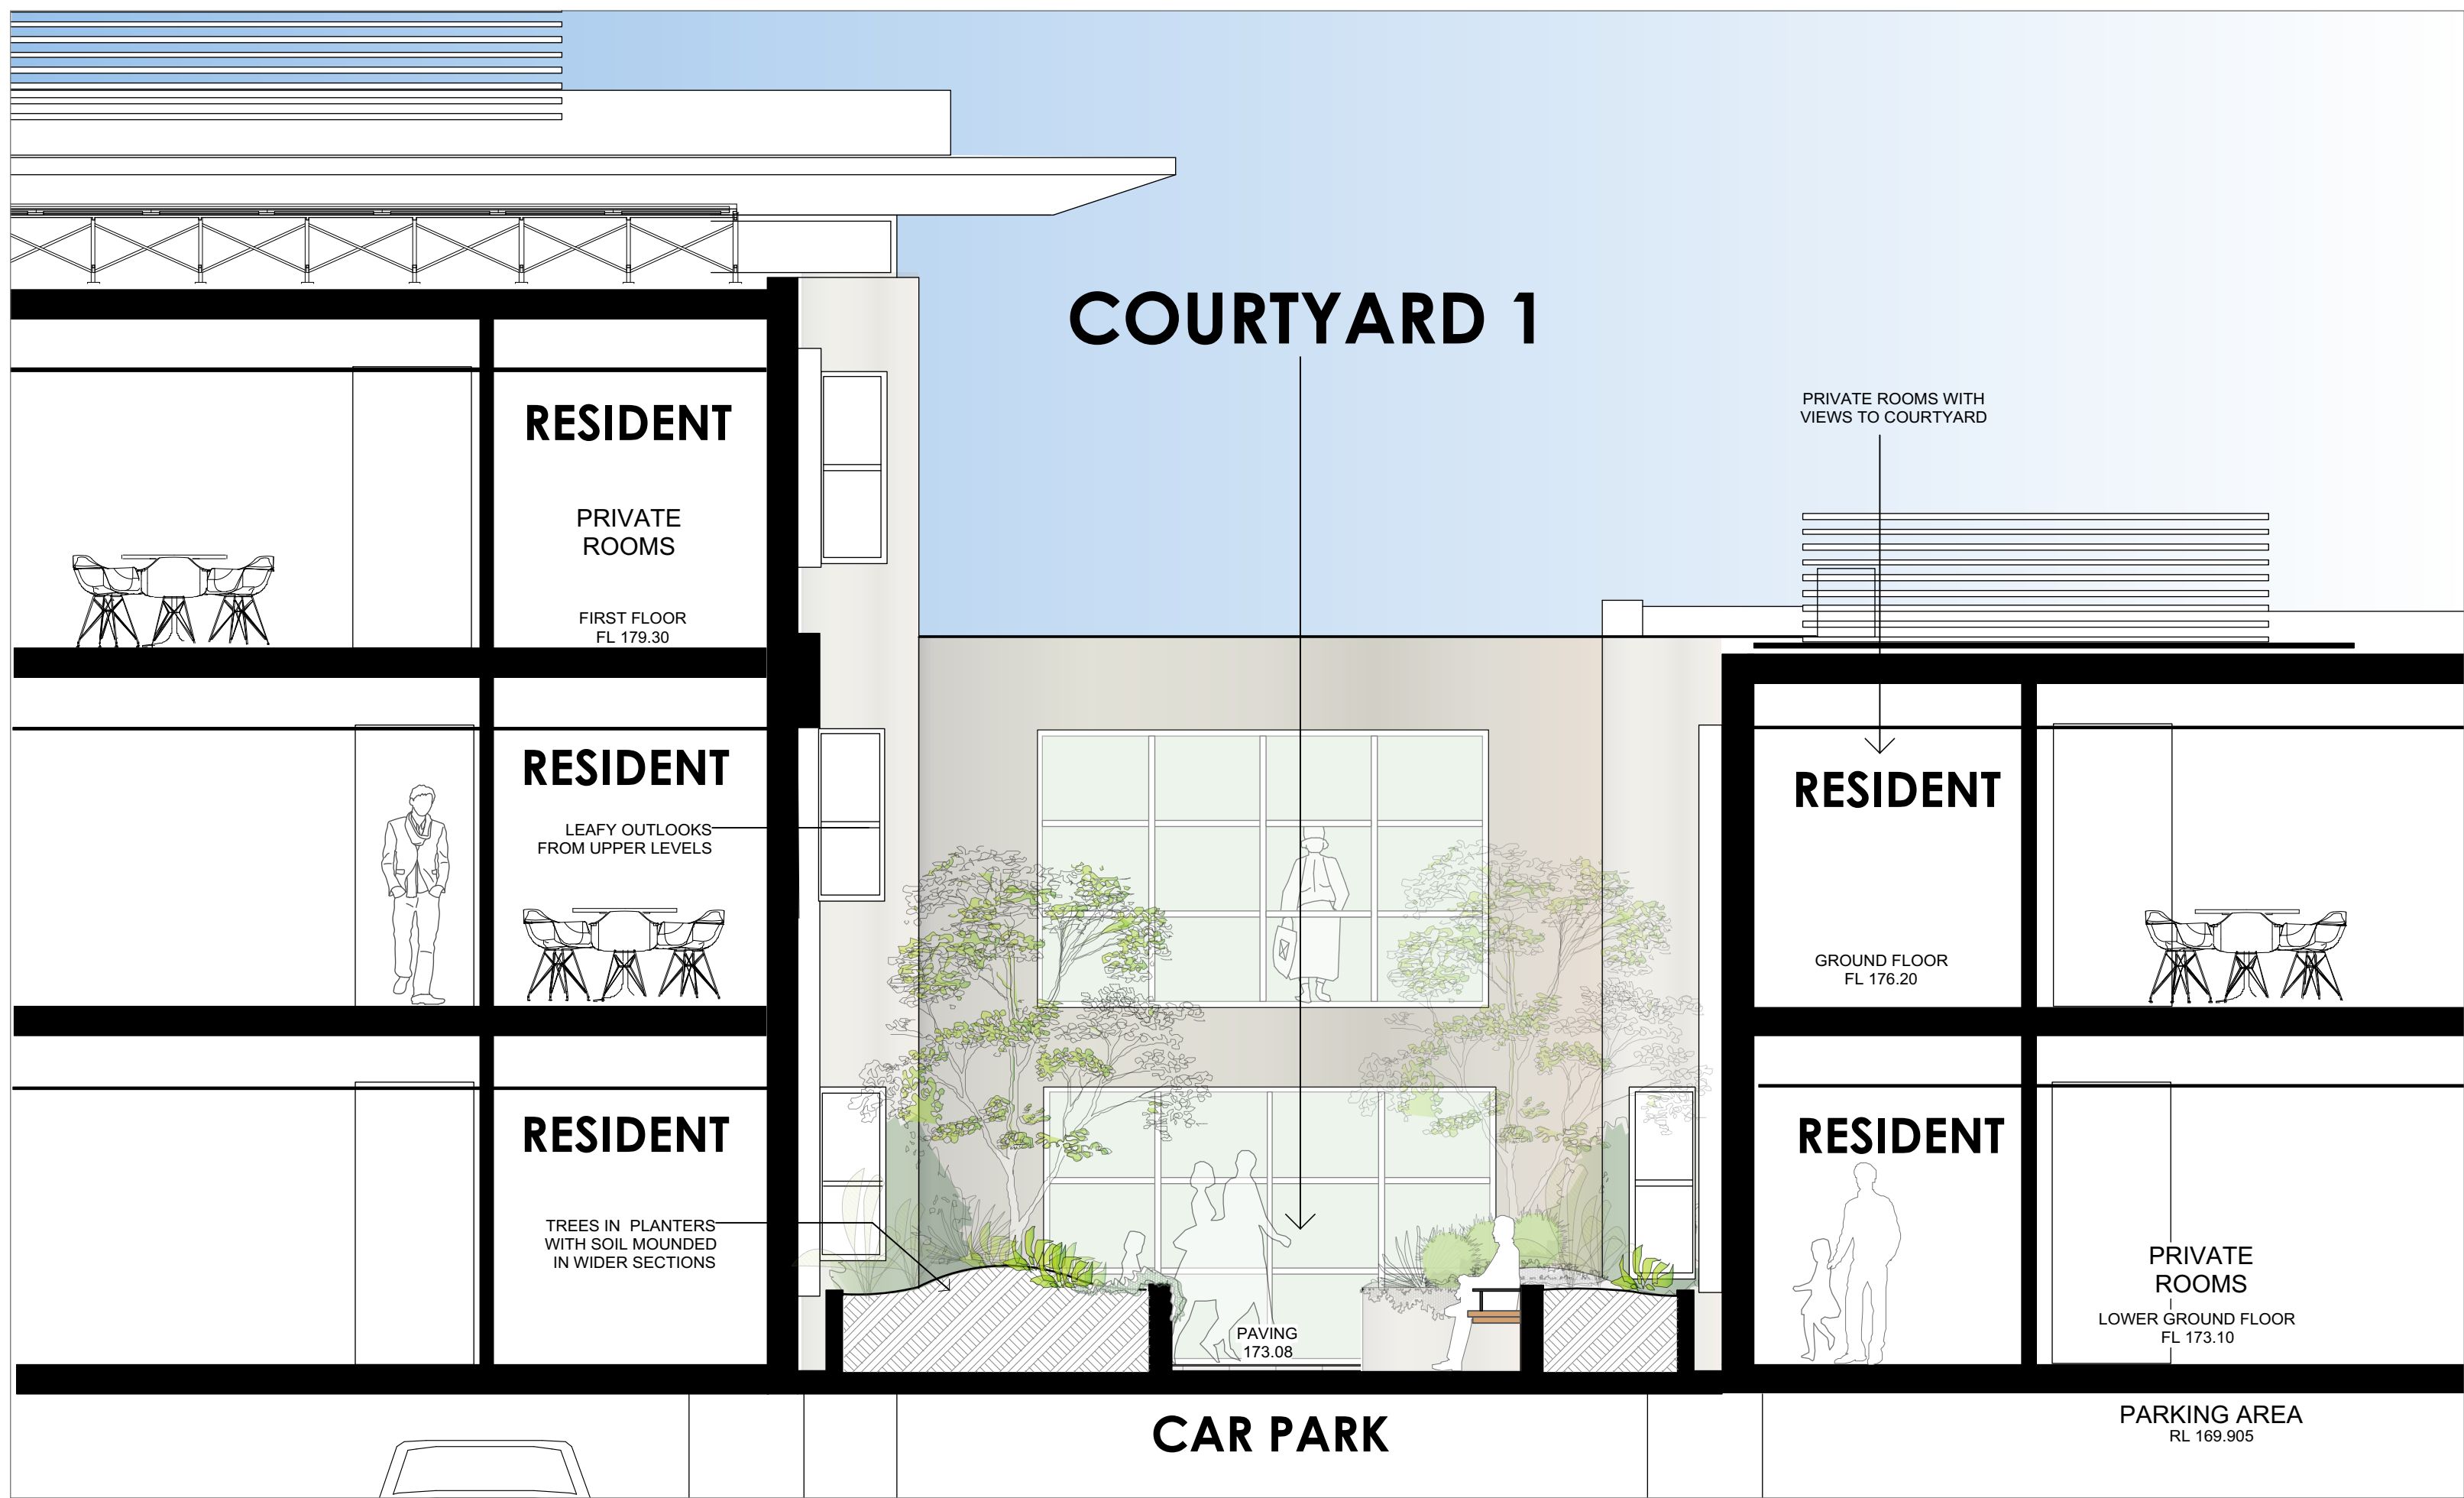 COURTYARD 1
RESIDENT
PRIVATE
ROOMS
FIRST FLOOR
FL 179.30
PRIVATE ROOMS WITH
VIEWS TO COURTYARD
RESIDENT
LEAFY OUTLOOKS
FROM UPPER LEVELS
RESIDENT
GROUND FLOOR
FL 176.20
RESIDENT
TREES IN PLANTERS
WITH SOIL MOUNDED
IN WIDER SECTIONS
PAVING
173.08
RESIDENT
PRIVATE
ROOMS
LOWER GROUND FLOOR
FL 173.10
CAR PARK
PARKING AREA
RL 169.905